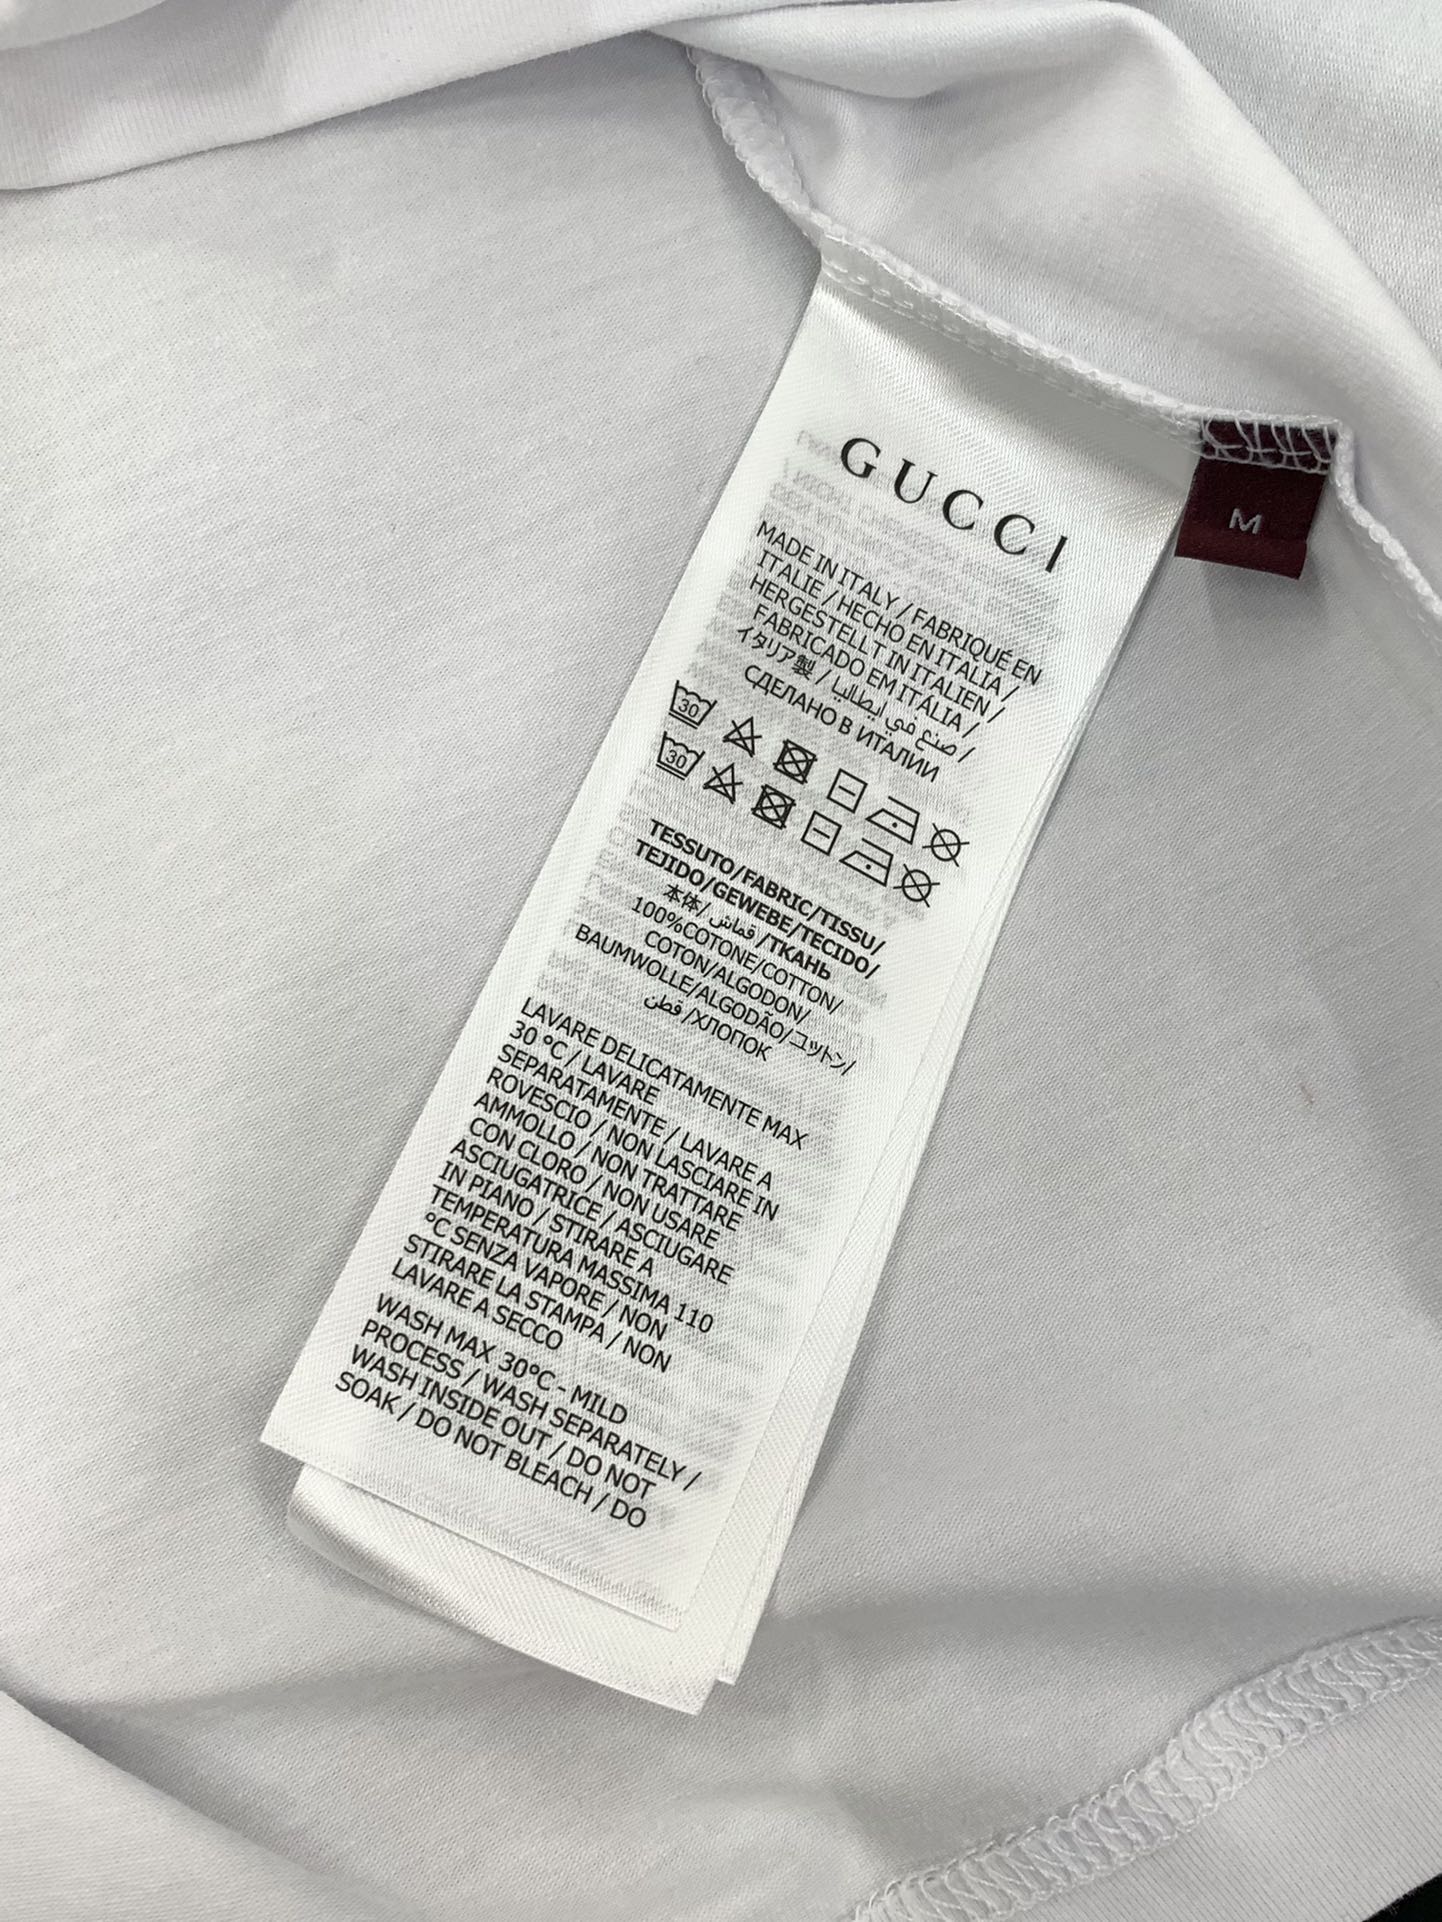 GUCCI
M
MADE IN ITALY / FABRIQUÉ EN
ITALIE / HECHO EN ITALIA /
HERGESTELLT IN ITALIEN /
FABRICADO EM ITÁLIA /
イタリア製 / صنع في ايطاليا /
СДЕЛАНО В ИТАЛИИ
30
30
TESSUTO/FABRIC/TISSU/
TEJIDO/GEWEBE/TECIDO/
本体/ قماش /ТКАНЬ
100%COTONE/COTTON/
COTON/ALGODON/
BAUMWOLLE/ALGODÃO/ユットン/
قطن /ХЛОПОК
LAVARE DELICATAMENTE MAX
30 °C / LAVARE
SEPARATAMENTE / LAVARE A
ROVESCIO / NON LASCIARE IN
AMMOLLO / NON TRATTARE
CON CLORO / NON USARE
ASCIUGATRICE / ASCIUGARE
IN PIANO / STIRARE A
TEMPERATURA MASSIMA 110
°C SENZA VAPORE / NON
STIRARE LA STAMPA / NON
LAVARE A SECCO
WASH MAX 30°C - MILD
PROCESS / WASH SEPARATELY /
WASH INSIDE OUT / DO NOT
SOAK / DO NOT BLEACH / DO